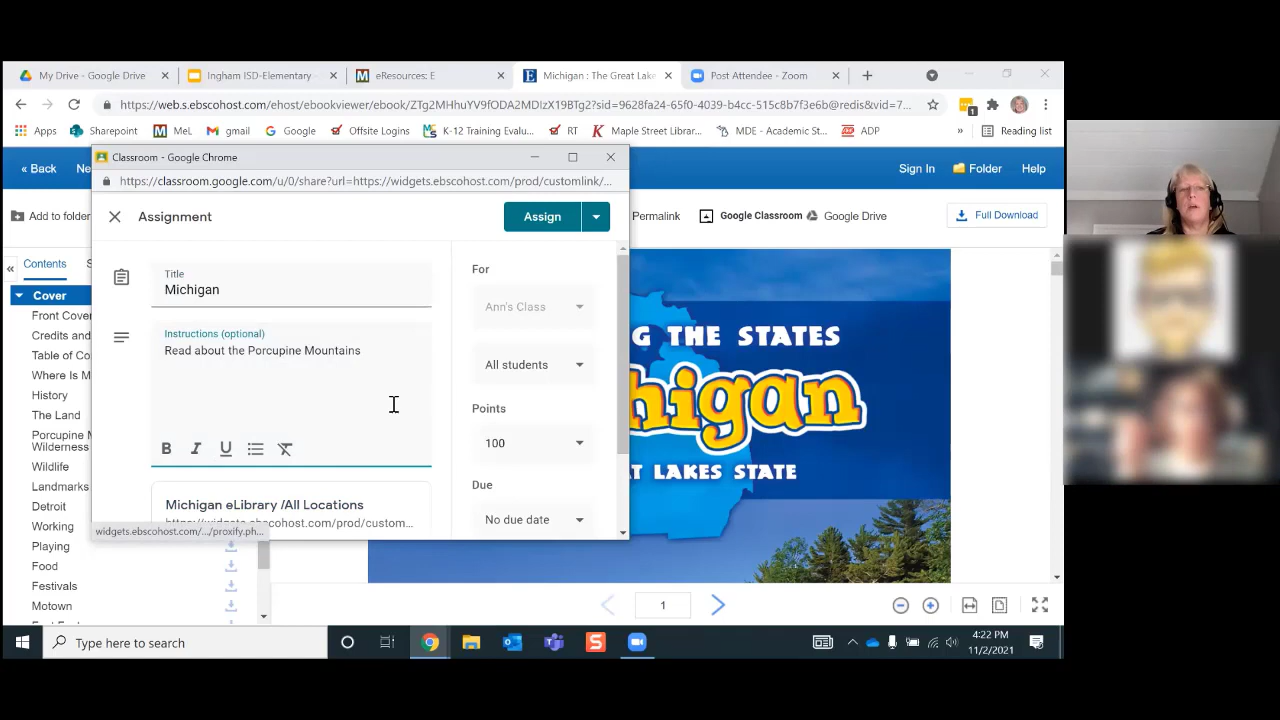 My Drive - Google Drive
Ingham ISD-Elementary -
eResources: E
Michigan : The Great Lake
Post Attendee - Zoom
https://web.s.ebscohost.com/ehost/ebookviewer/ebook/ZTg2MHhuYV9fODA2MDIzX19BTg2?sid=9628fa24-65f0-4039-b4cc-515c8b7f3e6b@redis&vid=7...
Apps
Sharepoint
MeL
gmail
Google
Offsite Logins
K-12 Training Evalu...
RT
Maple Street Librar...
MDE - Academic St...
ADP
»
Reading list
Classroom - Google Chrome
https://classroom.google.com/u/0/share?url=https://widgets.ebscohost.com/prod/customlink/...
« Back
Ne
Sign In
Folder
Help
Add to folder
Assignment
Assign
Permalink
Google Classroom
Google Drive
Full Download
«
Contents
S
Cover
Front Cover
Credits and
Table of Co
Where Is M
History
The Land
Porcupine M
Wilderness
Wildlife
Landmarks
Detroit
Working
Playing
Food
Festivals
Motown
Title
Michigan
Instructions (optional)
Read about the Porcupine Mountains
B I U
Michigan eLibrary /All Locations
https://widgets.ebscohost.com/prod/custom...
For
Ann's Class
All students
Points
100
Due
No due date
widgets.ebscohost.com/.../proxify.ph...
G THE STATES
higan
T LAKES STATE
1
Type here to search
4:22 PM
11/2/2021